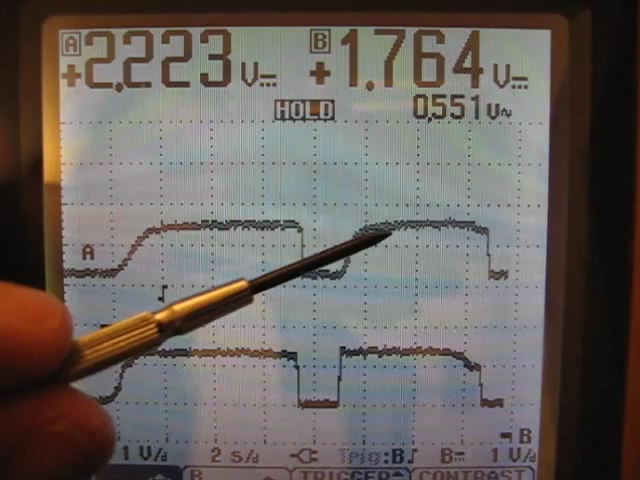 A +2.223 V B +1.764 V
HOLD 0.551 V~
A
B
1 V/d 2 s/d Trig:B B 1 V/d
B TRIGGER CONTRAST